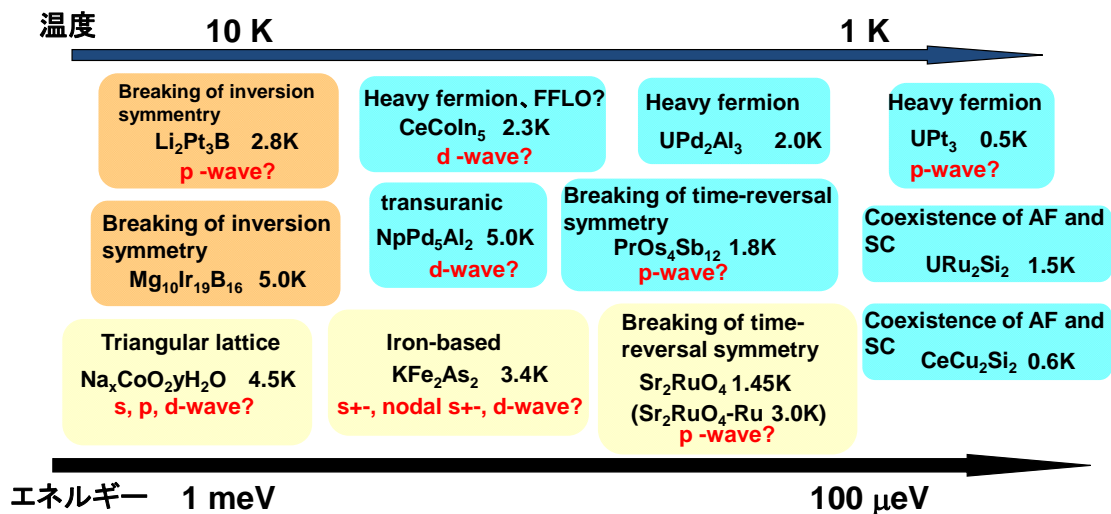 温度 10 K 1 K
Breaking of inversion
symmentry
Li₂Pt₃B 2.8K
p -wave?
Heavy fermion、FFLO?
CeCoIn₅ 2.3K
d -wave?
Heavy fermion
UPd₂Al₃ 2.0K
Heavy fermion
UPt₃ 0.5K
p-wave?
Breaking of inversion
symmetry
Mg₁₀Ir₁₉B₁₆ 5.0K
transuranic
NpPd₅Al₂ 5.0K
d-wave?
Breaking of time-reversal
symmetry
PrOs₄Sb₁₂ 1.8K
p-wave?
Coexistence of AF and
SC
URu₂Si₂ 1.5K
Triangular lattice
NaₓCoO₂yH₂O 4.5K
s, p, d-wave?
Iron-based
KFe₂As₂ 3.4K
s+-, nodal s+-, d-wave?
Breaking of time-
reversal symmetry
Sr₂RuO₄ 1.45K
(Sr₂RuO₄-Ru 3.0K)
p -wave?
Coexistence of AF and
SC
CeCu₂Si₂ 0.6K
エネルギー 1 meV 100 μeV